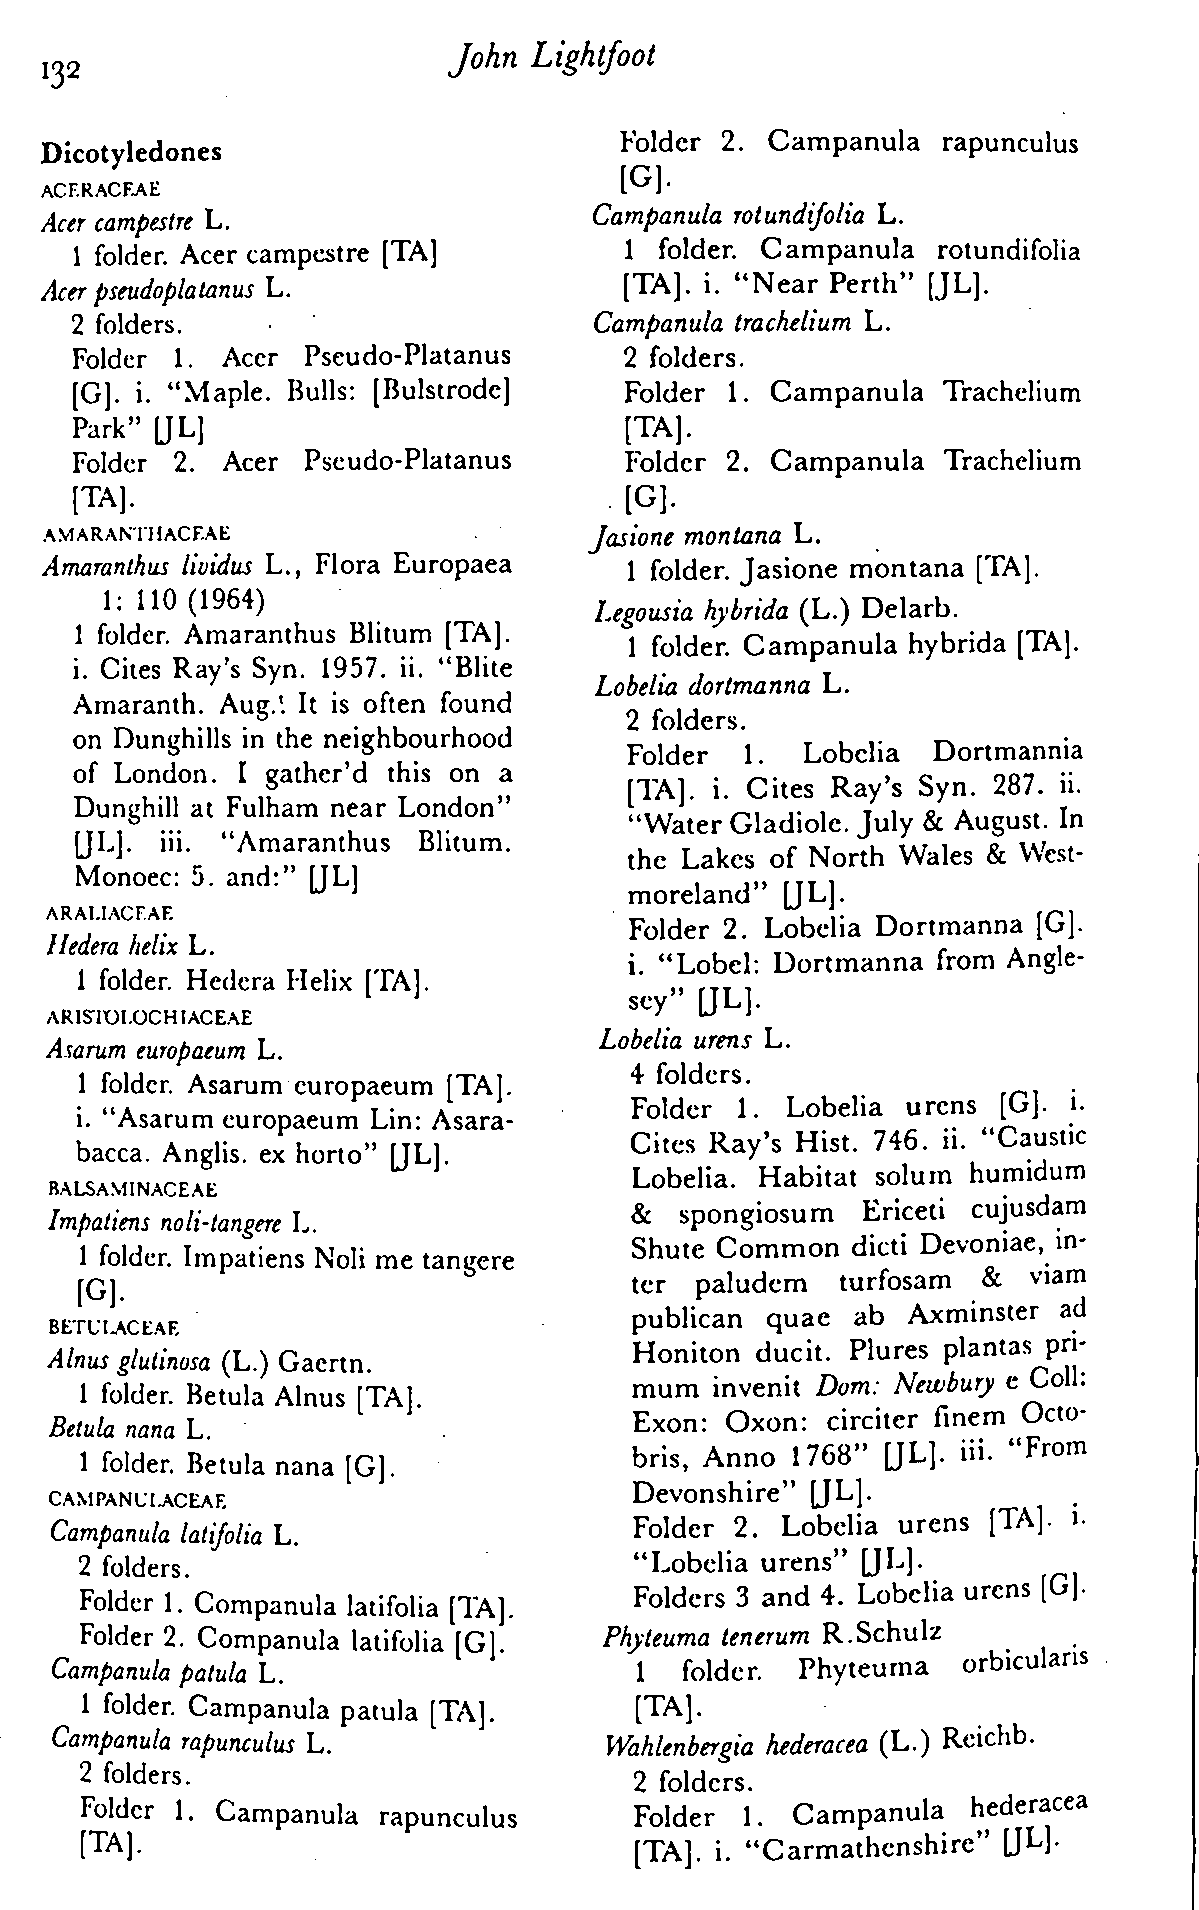 132
John Lightfoot
Dicotyledones
ACERACEAE
Acer campestre L.
1 folder. Acer campestre [TA]
Acer pseudoplatanus L.
2 folders.
Folder 1. Acer Pseudo-Platanus
[G]. i. “Maple. Bulls: [Bulstrode]
Park” [JL]
Folder 2. Acer Pseudo-Platanus
[TA].
AMARANTHACEAE
Amaranthus lividus L., Flora Europaea
1: 110 (1964)
1 folder. Amaranthus Blitum [TA].
i. Cites Ray’s Syn. 1957. ii. “Blite
Amaranth. Aug.t It is often found
on Dunghills in the neighbourhood
of London. I gather’d this on a
Dunghill at Fulham near London”
[JL]. iii. “Amaranthus Blitum.
Monoec: 5. and:” [JL]
ARALIACEAE
Hedera helix L.
1 folder. Hedera Helix [TA].
ARISTOLOCHIACEAE
Asarum europaeum L.
1 folder. Asarum europaeum [TA].
i. “Asarum europaeum Lin: Asara-
bacca. Anglis. ex horto” [JL].
BALSAMINACEAE
Impatiens noli-tangere L.
1 folder. Impatiens Noli me tangere
[G].
BETULACEAE
Alnus glutinosa (L.) Gaertn.
1 folder. Betula Alnus [TA].
Betula nana L.
1 folder. Betula nana [G].
CAMPANULACEAE
Campanula latifolia L.
2 folders.
Folder 1. Companula latifolia [TA].
Folder 2. Companula latifolia [G].
Campanula patula L.
1 folder. Campanula patula [TA].
Campanula rapunculus L.
2 folders.
Folder 1. Campanula rapunculus
[TA].
Folder 2. Campanula rapunculus
[G].
Campanula rotundifolia L.
1 folder. Campanula rotundifolia
[TA]. i. “Near Perth” [JL].
Campanula trachelium L.
2 folders.
Folder 1. Campanula Trachelium
[TA].
Folder 2. Campanula Trachelium
[G].
Jasione montana L.
1 folder. Jasione montana [TA].
Legousia hybrida (L.) Delarb.
1 folder. Campanula hybrida [TA].
Lobelia dortmanna L.
2 folders.
Folder 1. Lobelia Dortmannia
[TA]. i. Cites Ray’s Syn. 287. ii.
“Water Gladiole. July & August. In
the Lakes of North Wales & West-
moreland” [JL].
Folder 2. Lobelia Dortmanna [G].
i. “Lobel: Dortmanna from Angle-
sey” [JL].
Lobelia urens L.
4 folders.
Folder 1. Lobelia urens [G]. i.
Cites Ray’s Hist. 746. ii. “Caustic
Lobelia. Habitat solum humidum
& spongiosum Ericeti cujusdam
Shute Common dicti Devoniae, in-
ter paludem turfosam & viam
publican quae ab Axminster ad
Honiton ducit. Plures plantas pri-
mum invenit Dom: Newbury e Coll:
Exon: Oxon: circiter finem Octo-
bris, Anno 1768” [JL]. iii. “From
Devonshire” [JL].
Folder 2. Lobelia urens [TA]. i.
“Lobelia urens” [JL].
Folders 3 and 4. Lobelia urens [G].
Phyteuma tenerum R.Schulz
1 folder. Phyteuma orbicularis
[TA].
Wahlenbergia hederacea (L.) Reichb.
2 folders.
Folder 1. Campanula hederacea
[TA]. i. “Carmathenshire” [JL].